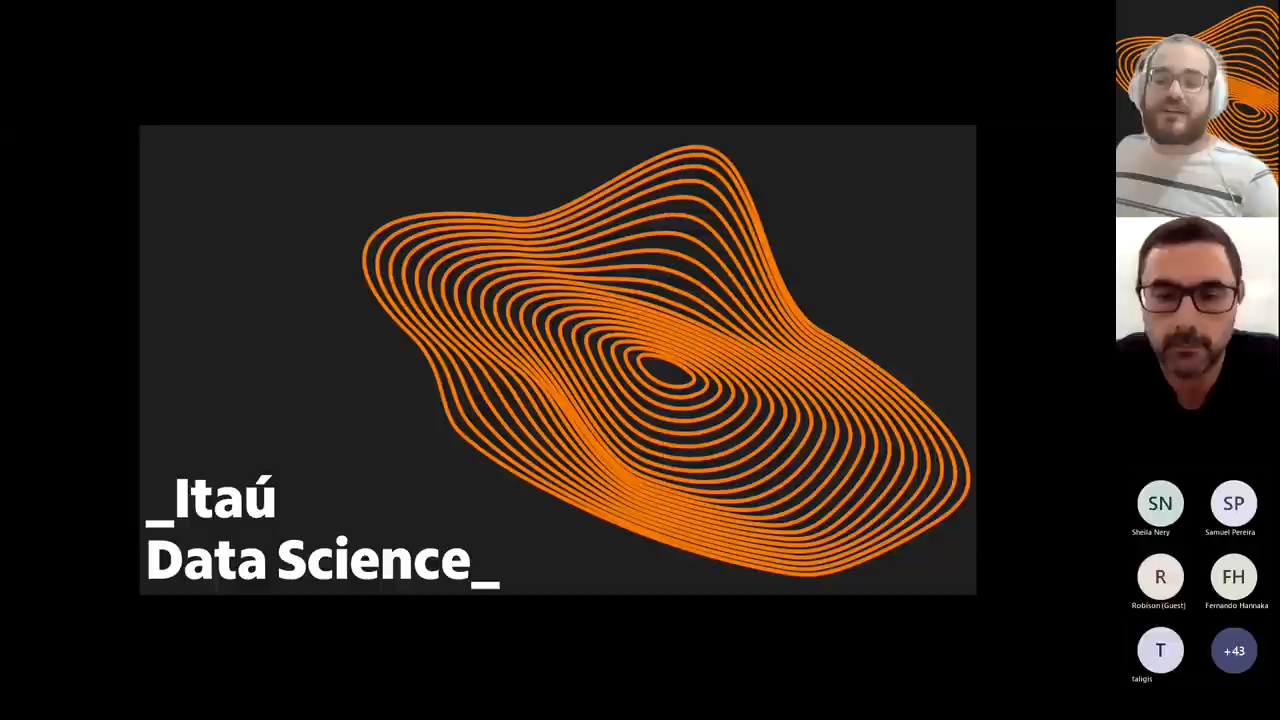 _Itaú
Data Science_
SN
SP
Sheila Nery
Samuel Pereira
R
FH
Robison (Guest)
Fernando Hannaka
T
+43
taligis